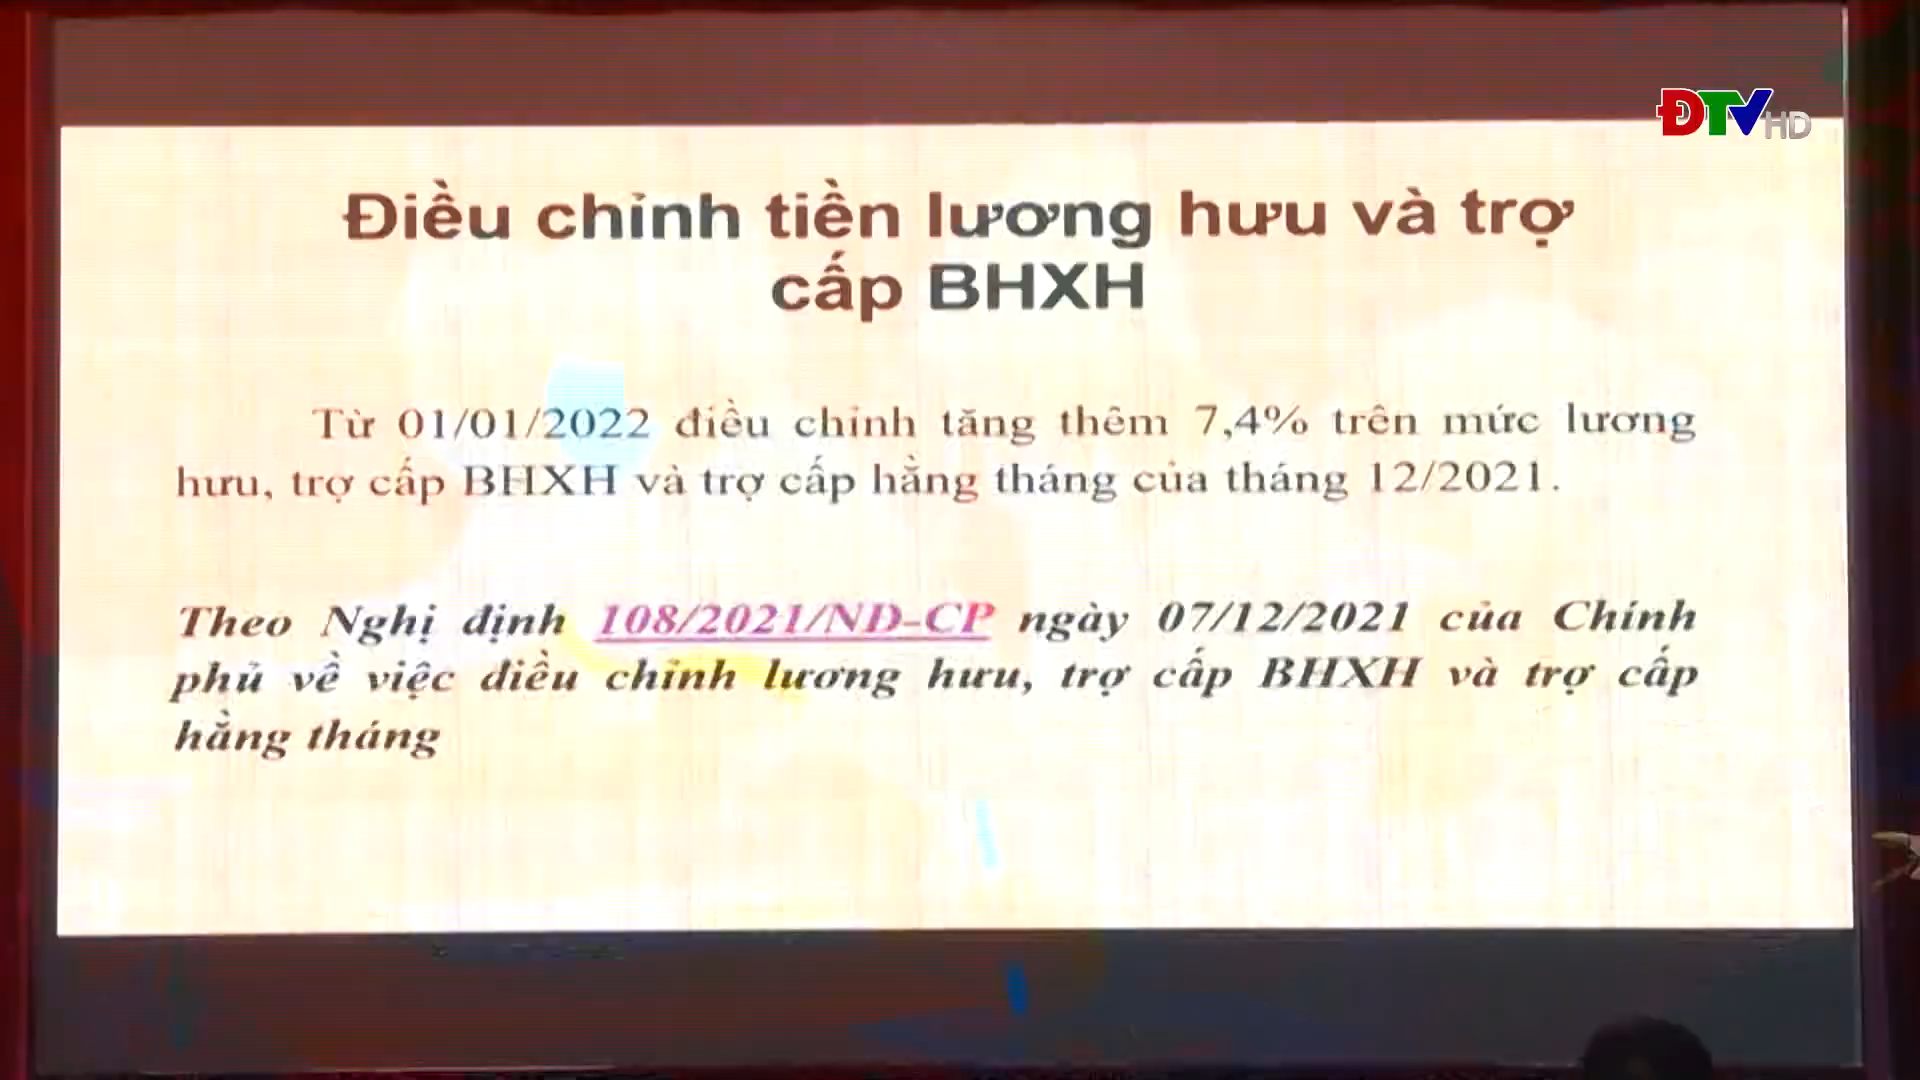 ĐTV HD
Điều chỉnh tiền lương hưu và trợ
cấp BHXH
Từ 01/01/2022 điều chỉnh tăng thêm 7,4% trên mức lương
hưu, trợ cấp BHXH và trợ cấp hằng tháng của tháng 12/2021.
Theo Nghị định 108/2021/NĐ-CP ngày 07/12/2021 của Chính
phủ về việc điều chỉnh lương hưu, trợ cấp BHXH và trợ cấp
hằng tháng